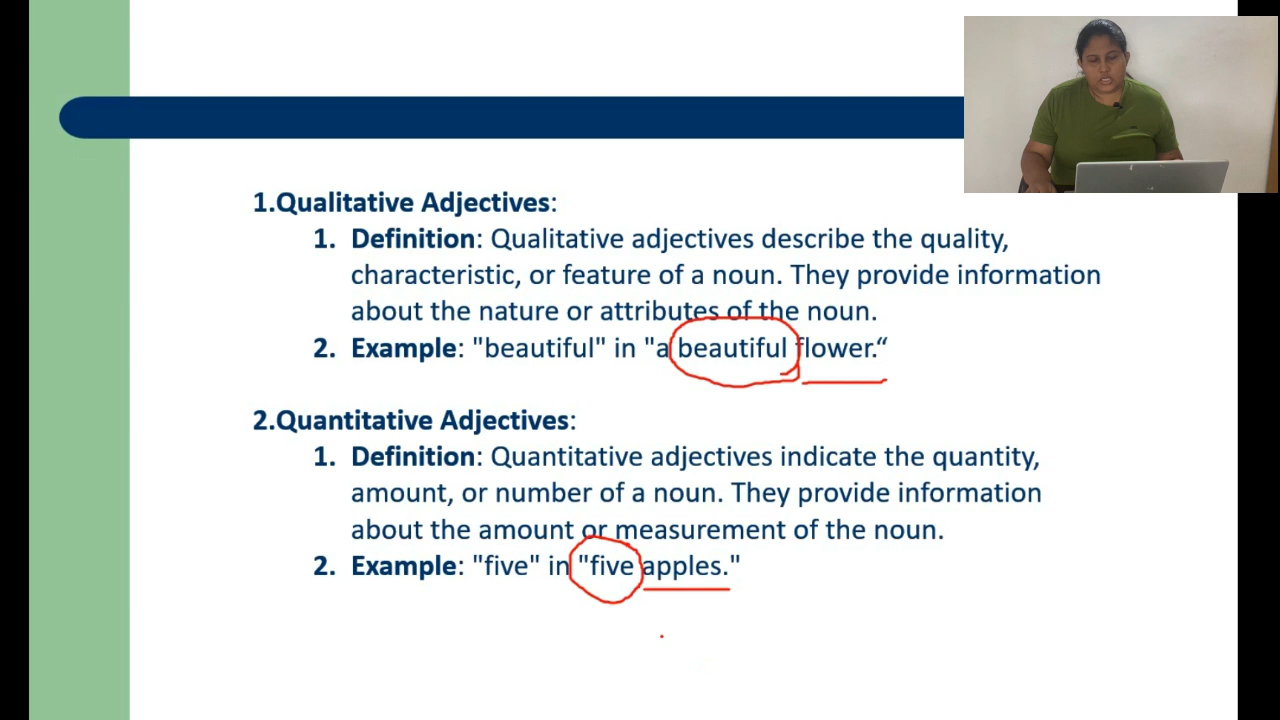 1.Qualitative Adjectives:
1. Definition: Qualitative adjectives describe the quality,
characteristic, or feature of a noun. They provide information
about the nature or attributes of the noun.
2. Example: "beautiful" in "a beautiful flower.“
2.Quantitative Adjectives:
1. Definition: Quantitative adjectives indicate the quantity,
amount, or number of a noun. They provide information
about the amount or measurement of the noun.
2. Example: "five" in "five apples."